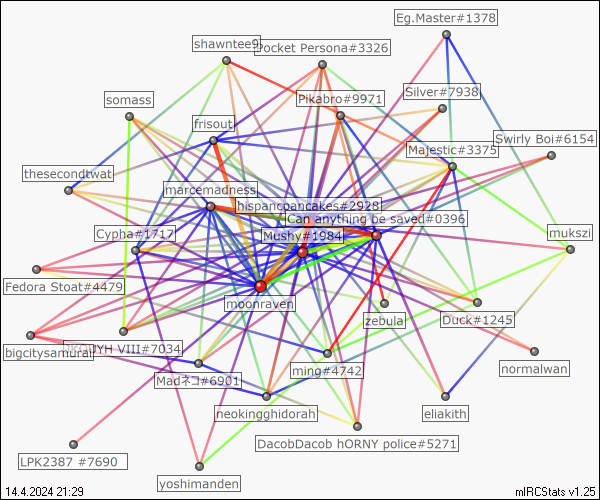 Eg.Master#1378
shawntee9
Pocket Persona#3326
Silver#7938
Pikabro#9971
somass
frisout
Swirly Boi#6154
Majestic#3375
thesecondtwat
marcemadness
hispancpancakes#2928
Can anything be saved#0396
Cypha#1717
Mushy#1984
mukszi
Fedora Stoat#4479
moonraven
zebula
Duck#1245
bigcitysamurai
VIII#7034
ming#4742
normalwan
Madネコ#6901
neokingghidorah
eliakith
DacobDacob hORNY police#5271
LPK2387 #7690
yoshimanden
14.4.2024 21:29
mIRCStats v1.25